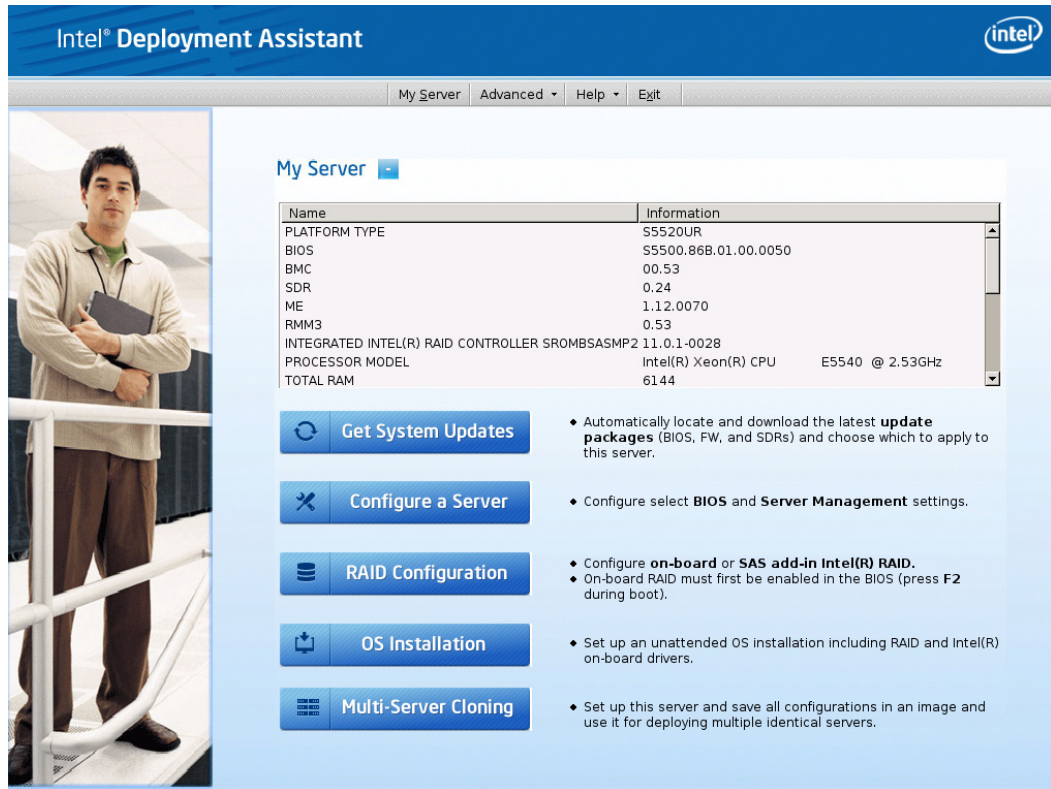 Intel® Deployment Assistant
intel
My Server Advanced Help Exit
My Server
Name Information
PLATFORM TYPE S5520UR
BIOS S5500.86B.01.00.0050
BMC 00.53
SDR 0.24
ME 1.12.0070
RMM3 0.53
INTEGRATED INTEL(R) RAID CONTROLLER SROMBSASMP2 11.0.1-0028
PROCESSOR MODEL Intel(R) Xeon(R) CPU E5540 @ 2.53GHz
TOTAL RAM 6144
Get System Updates
◆ Automatically locate and download the latest update
packages (BIOS, FW, and SDRs) and choose which to apply to
this server.
Configure a Server
◆ Configure select BIOS and Server Management settings.
RAID Configuration
◆ Configure on-board or SAS add-in Intel(R) RAID.
◆ On-board RAID must first be enabled in the BIOS (press F2
during boot).
OS Installation
◆ Set up an unattended OS installation including RAID and Intel(R)
on-board drivers.
Multi-Server Cloning
◆ Set up this server and save all configurations in an image and
use it for deploying multiple identical servers.